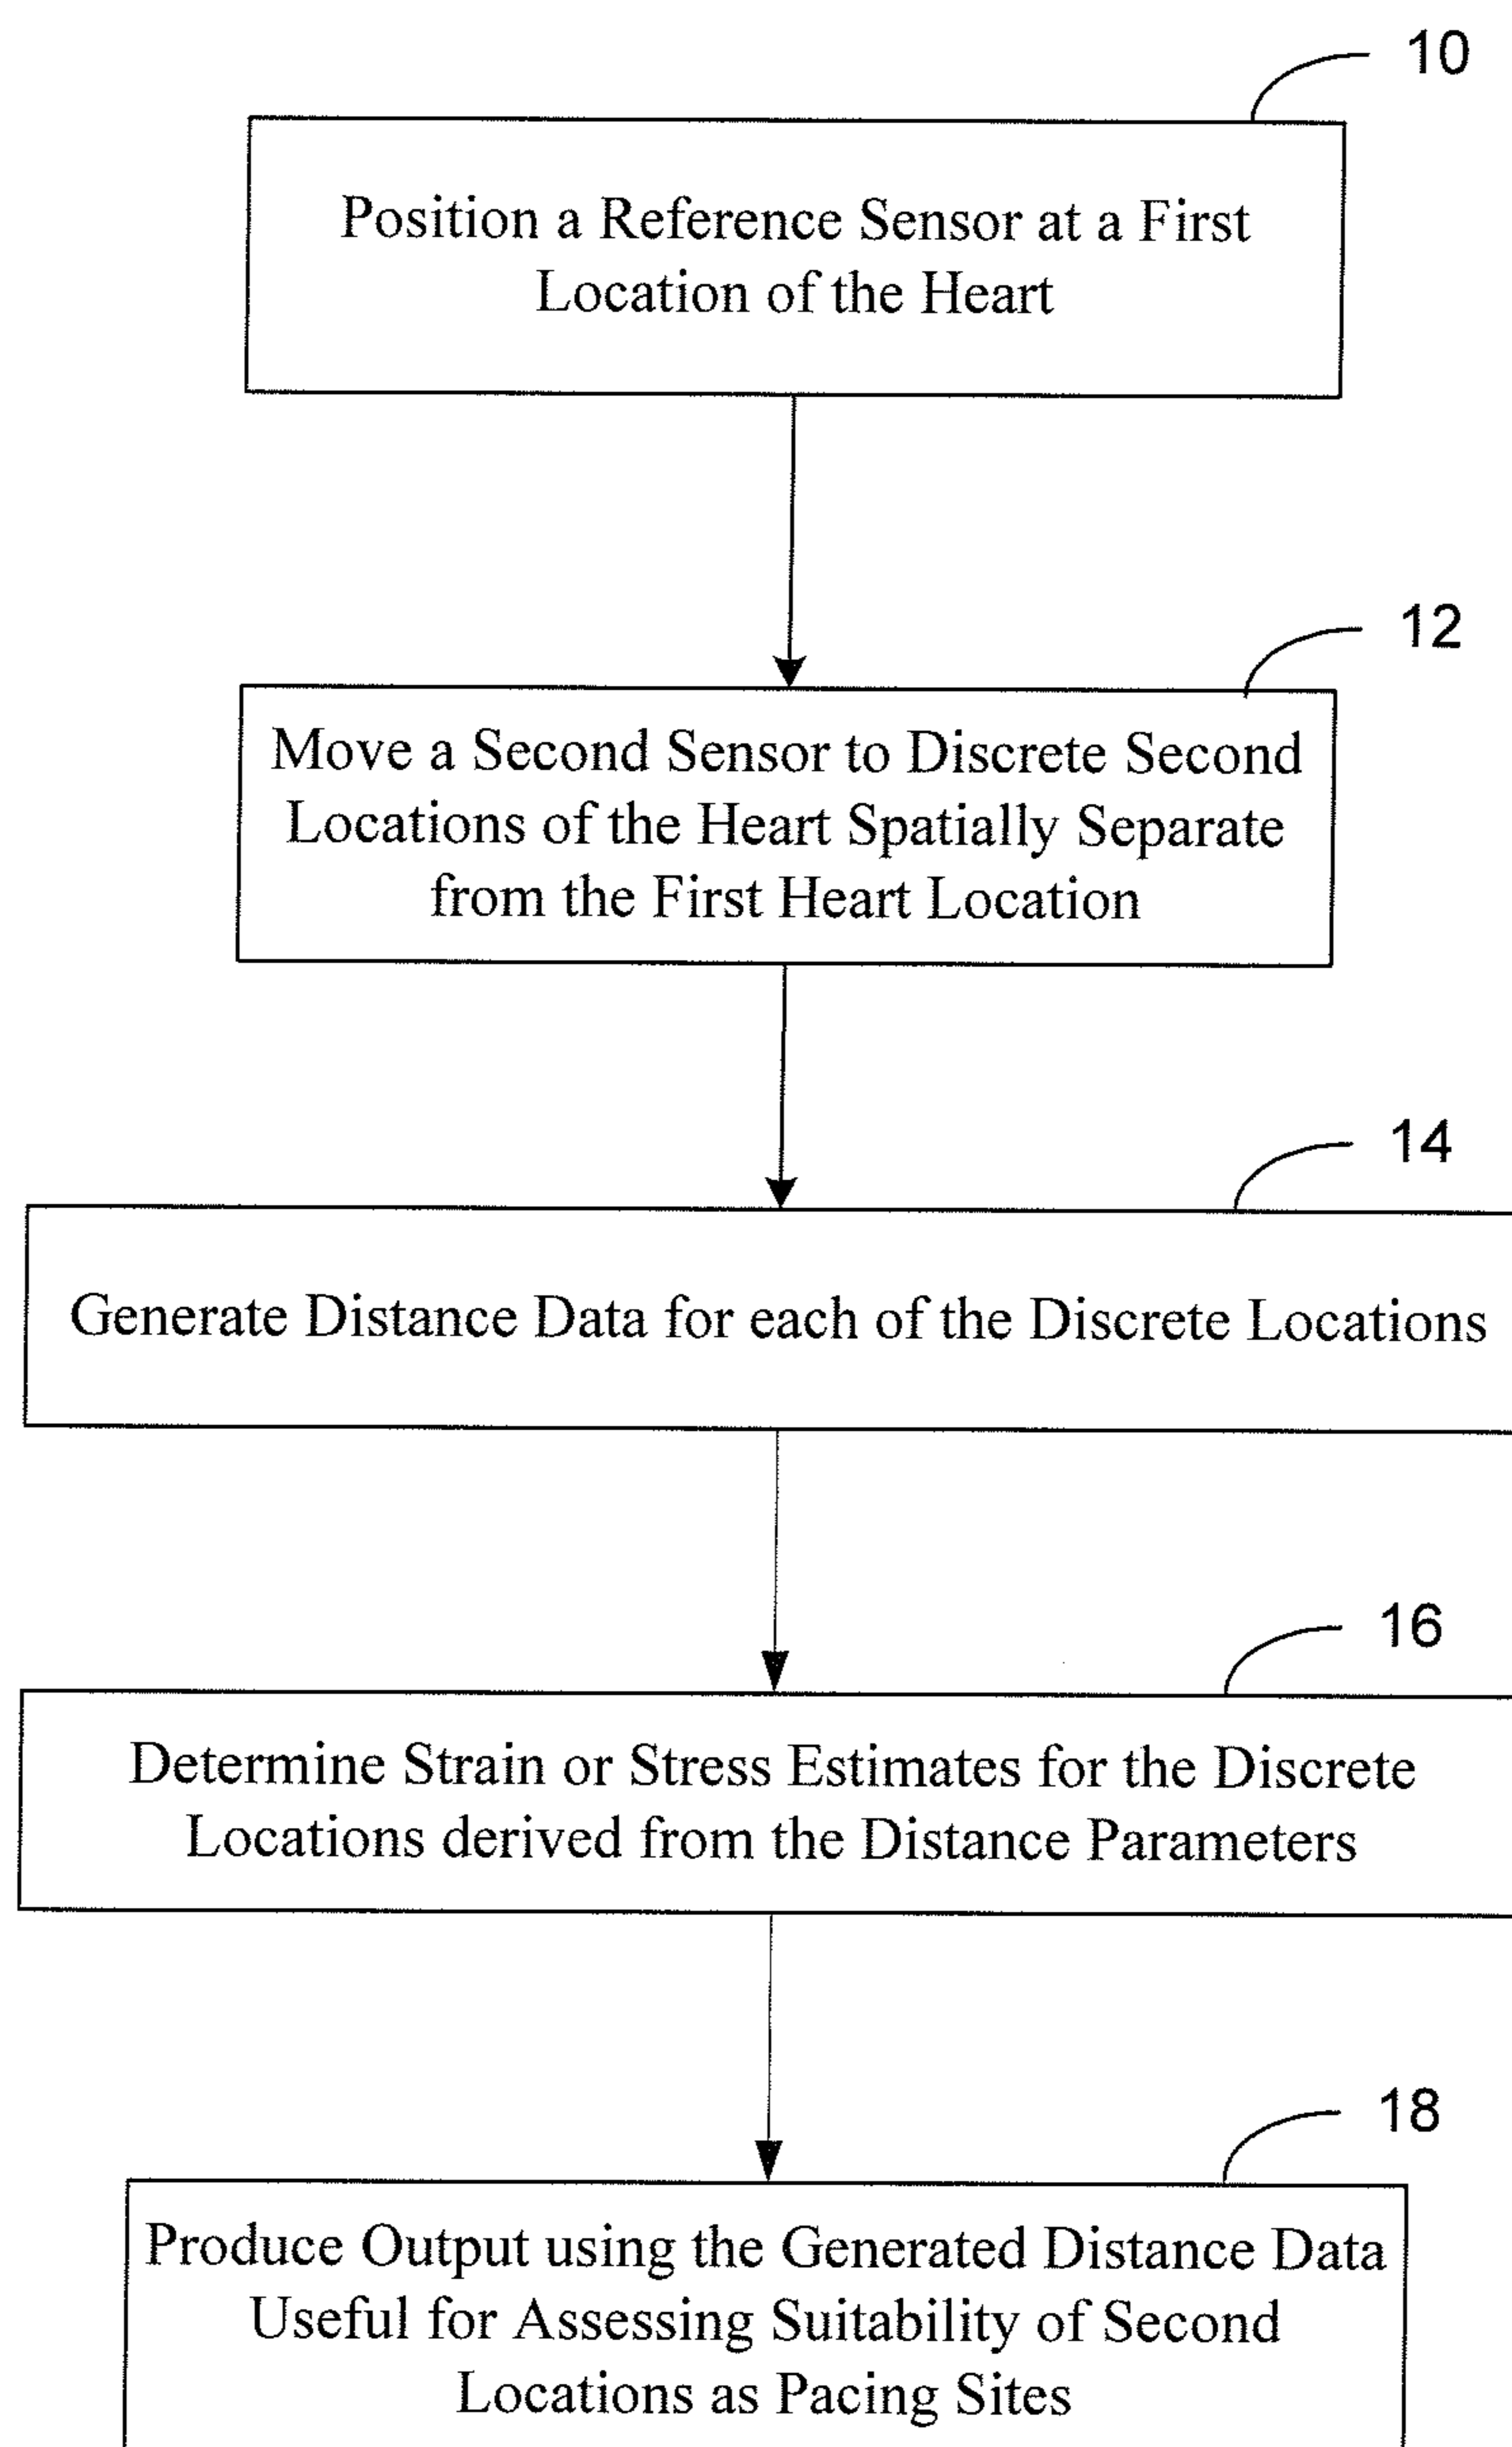 10
Position a Reference Sensor at a First
Location of the Heart
12
Move a Second Sensor to Discrete Second
Locations of the Heart Spatially Separate
from the First Heart Location
14
Generate Distance Data for each of the Discrete Locations
16
Determine Strain or Stress Estimates for the Discrete
Locations derived from the Distance Parameters
18
Produce Output using the Generated Distance Data
Useful for Assessing Suitability of Second
Locations as Pacing Sites